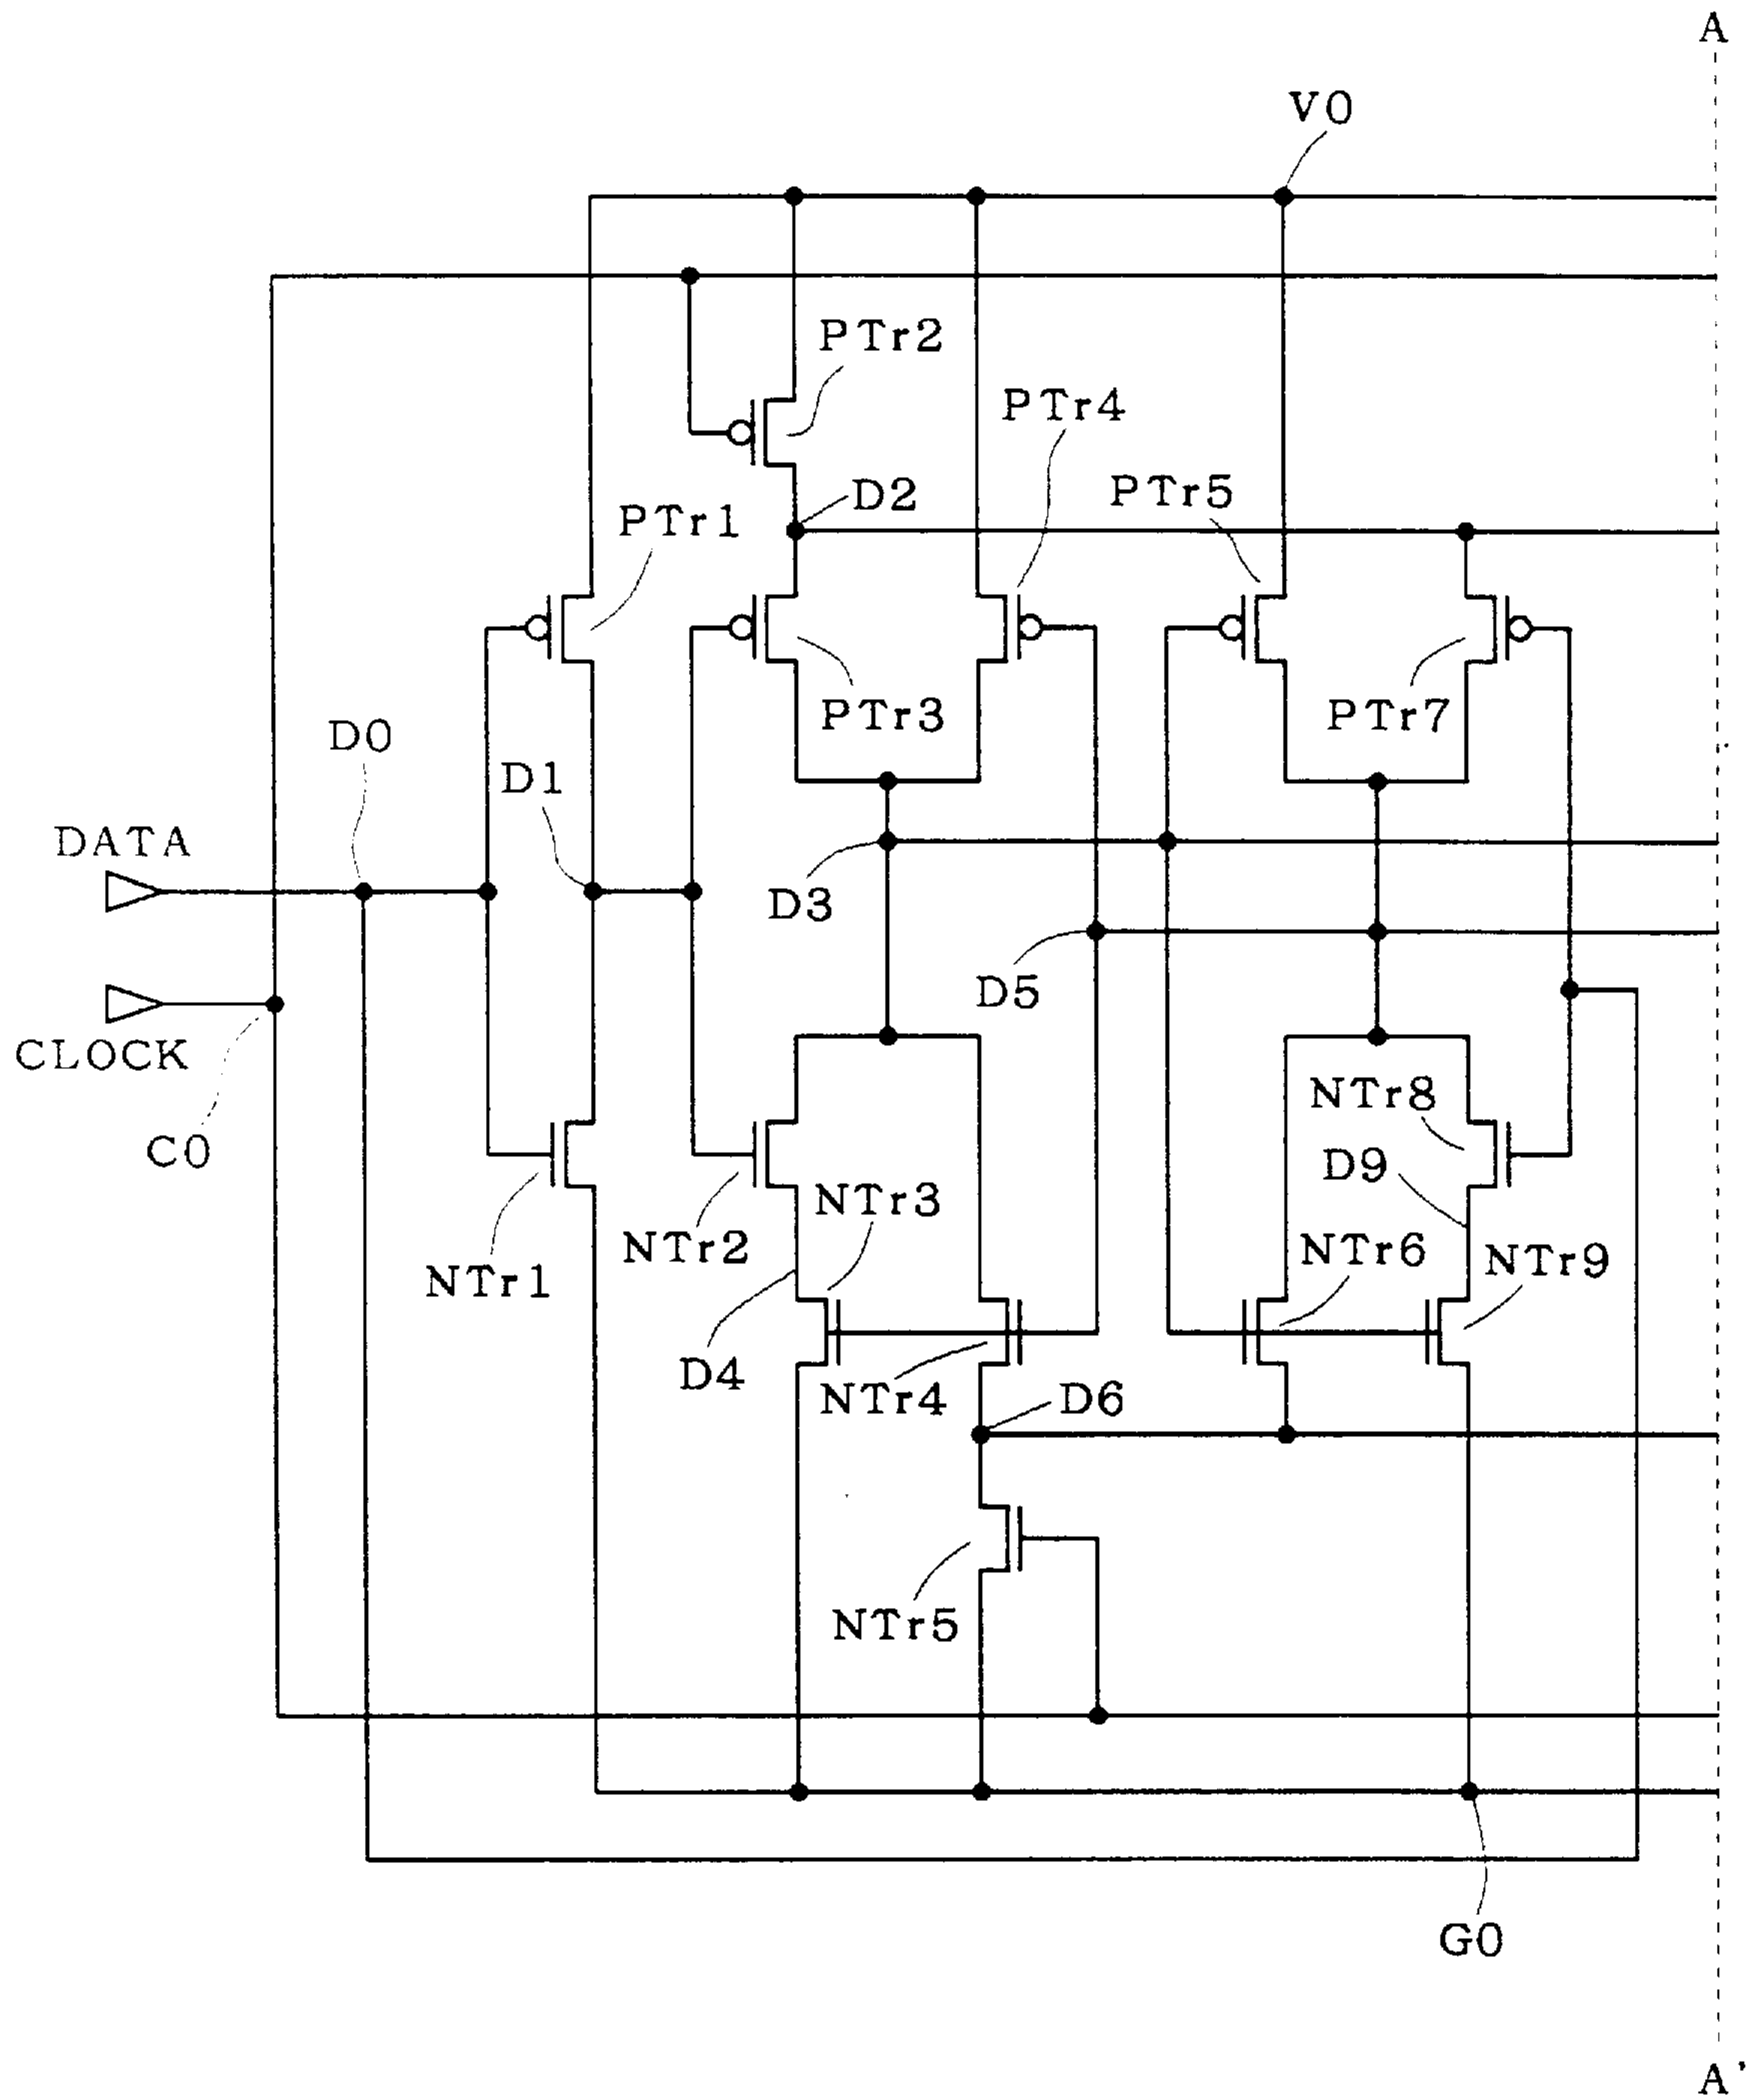 A
V0
PTr2
PTr4
D2
PTr5
PTr1
PTr3
PTr7
D0
D1
DATA
D3
D5
CLOCK
NTr8
C0
D9
NTr3
NTr2
NTr6
NTr9
NTr1
D4
NTr4
D6
NTr5
G0
A'